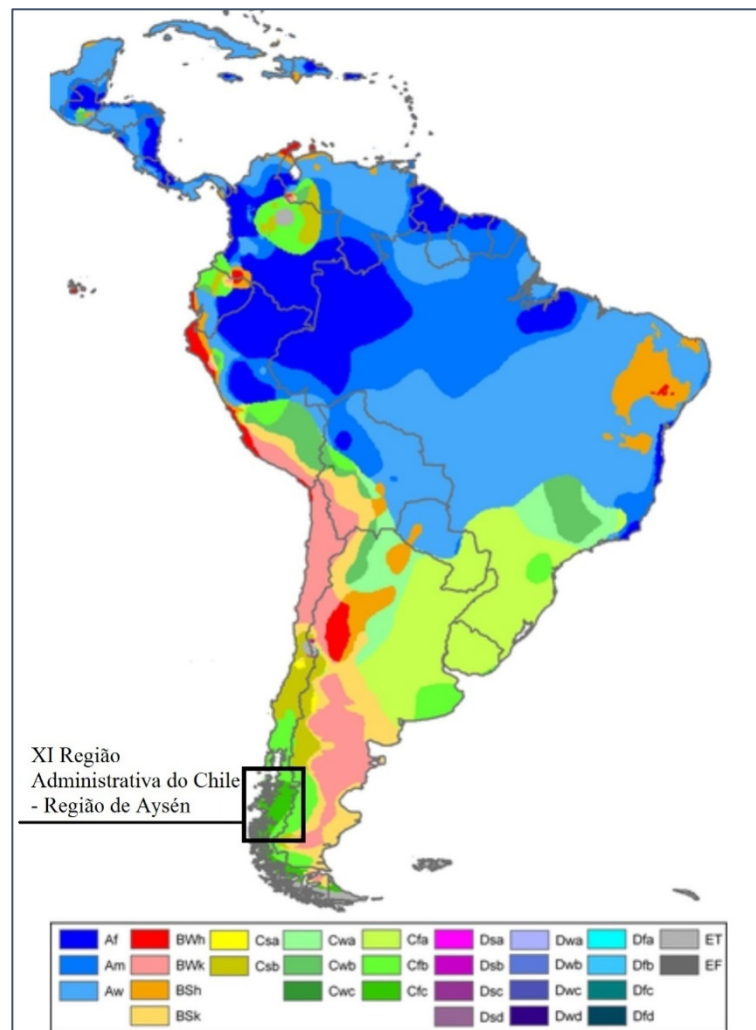 XI Região
Administrativa do Chile
- Região de Aysén
Af BWh Csa Cwa Cfa Dsa Dwa Dfa ET
Am BWk Csb Cwb Cfb Dsb Dwb Dfb EF
Aw BSh Cwc Cfc Dsc Dwc Dfc
BSk Dsd Dwd Dfd